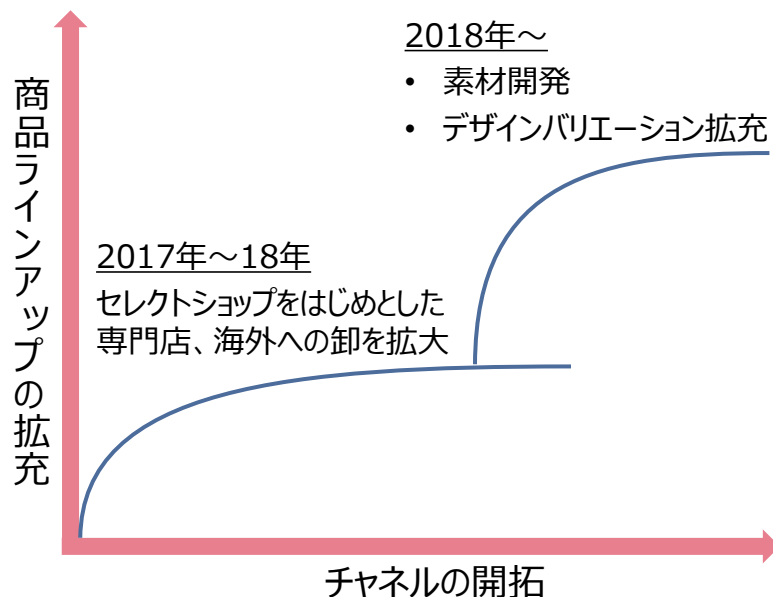 2018年～
• 素材開発
• デザインバリエーション拡充
商品ラインアップの拡充
2017年～18年
セレクトショップをはじめとした
専門店、海外への卸を拡大
チャネルの開拓